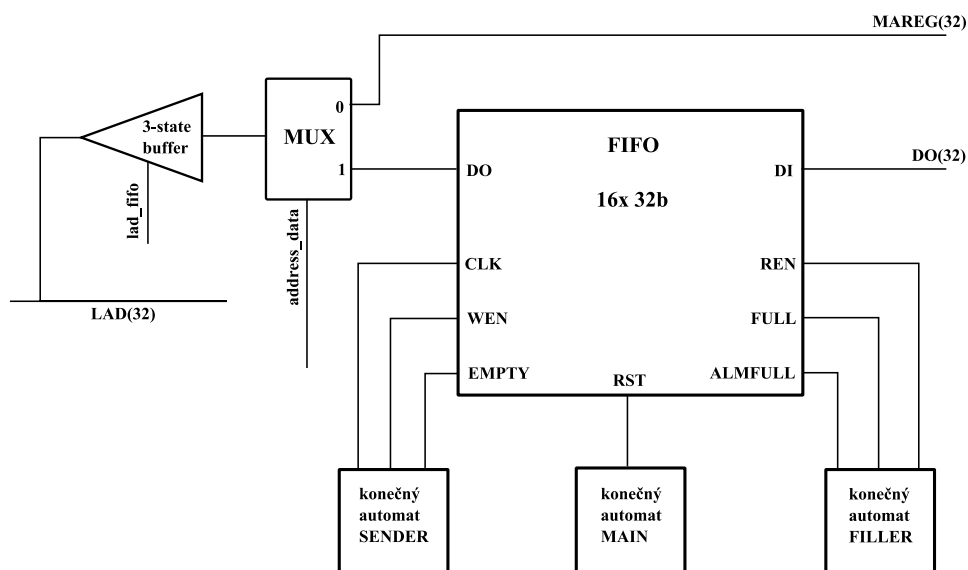 MAREG(32)
0
3-state
buffer
MUX
1
lad_fifo
address_data
LAD(32)
FIFO
16x 32b
DO
DI
DO(32)
CLK
REN
WEN
FULL
EMPTY
RST
ALMFULL
konečný
automat
SENDER
konečný
automat
MAIN
konečný
automat
FILLER